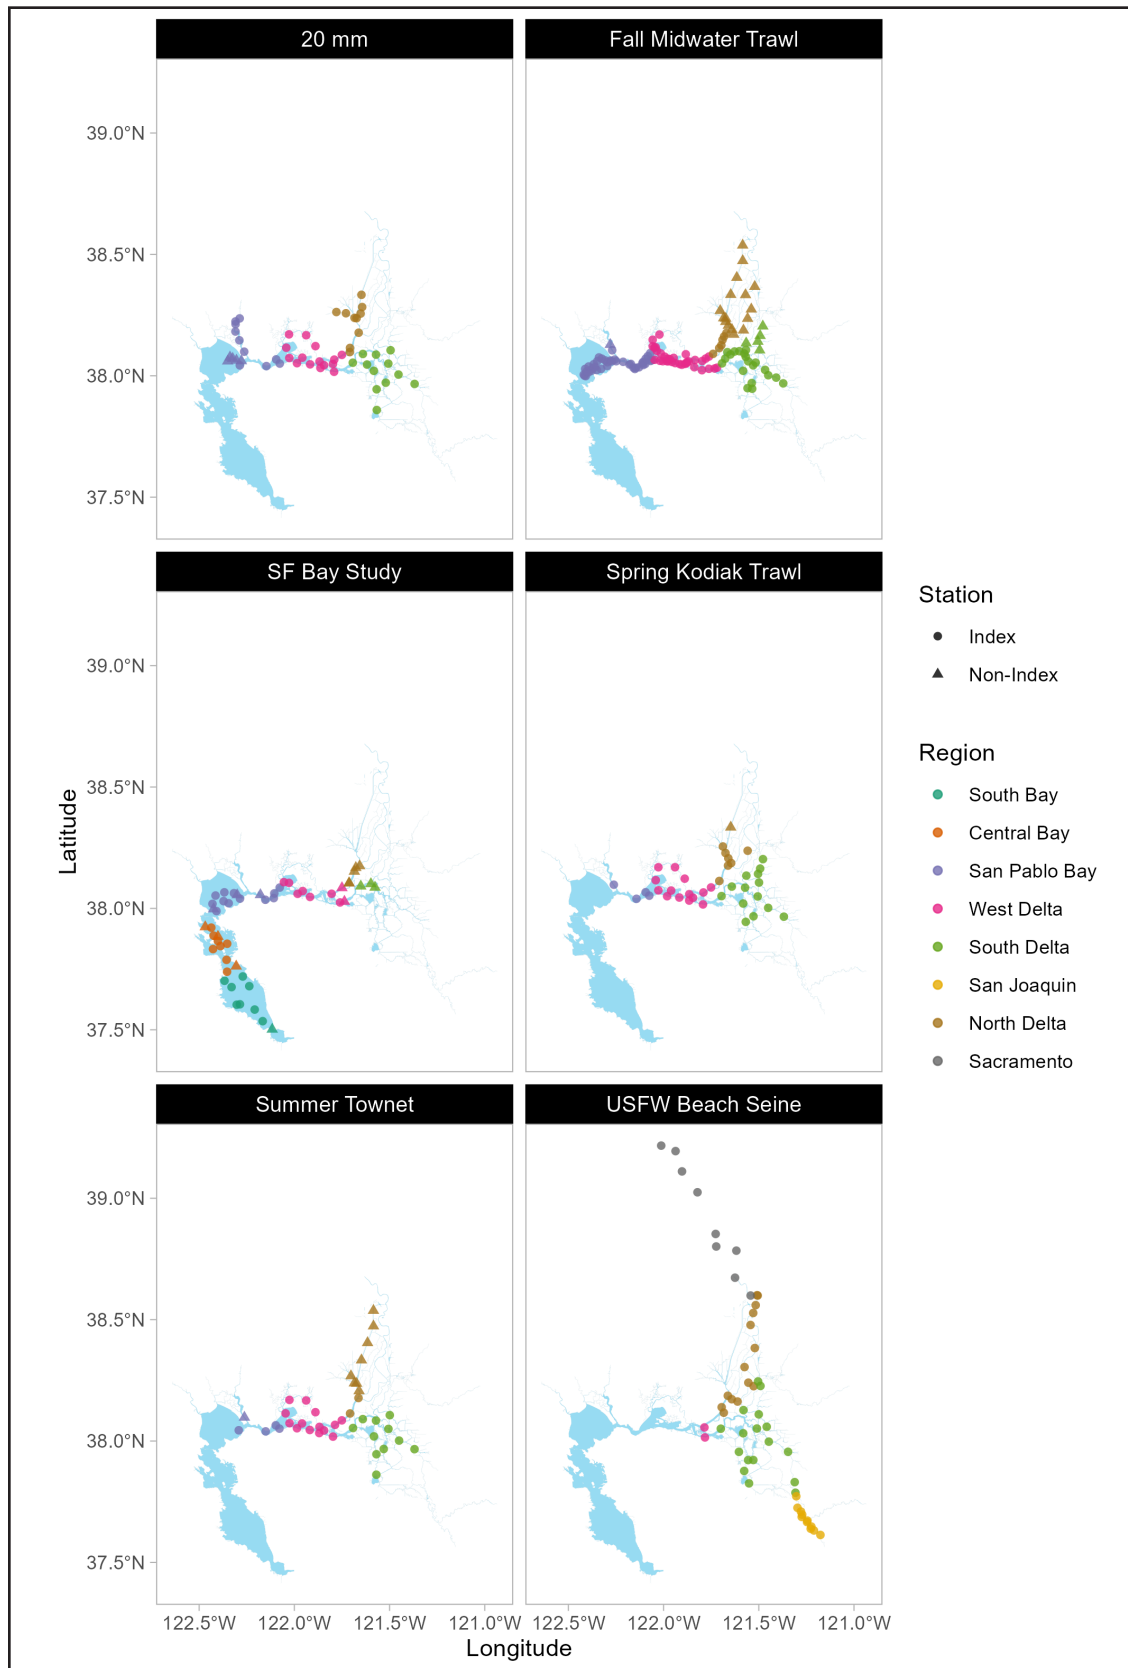 20 mm
Fall Midwater Trawl
39.0°N
38.5°N
38.0°N
37.5°N
SF Bay Study
Spring Kodiak Trawl
39.0°N
38.5°N
38.0°N
37.5°N
Latitude
Station
Index
Non-Index
Region
South Bay
Central Bay
San Pablo Bay
West Delta
South Delta
San Joaquin
North Delta
Sacramento
Summer Townet
USFW Beach Seine
39.0°N
38.5°N
38.0°N
37.5°N
122.5°W 122.0°W 121.5°W 121.0°W 122.5°W 122.0°W 121.5°W 121.0°W
Longitude